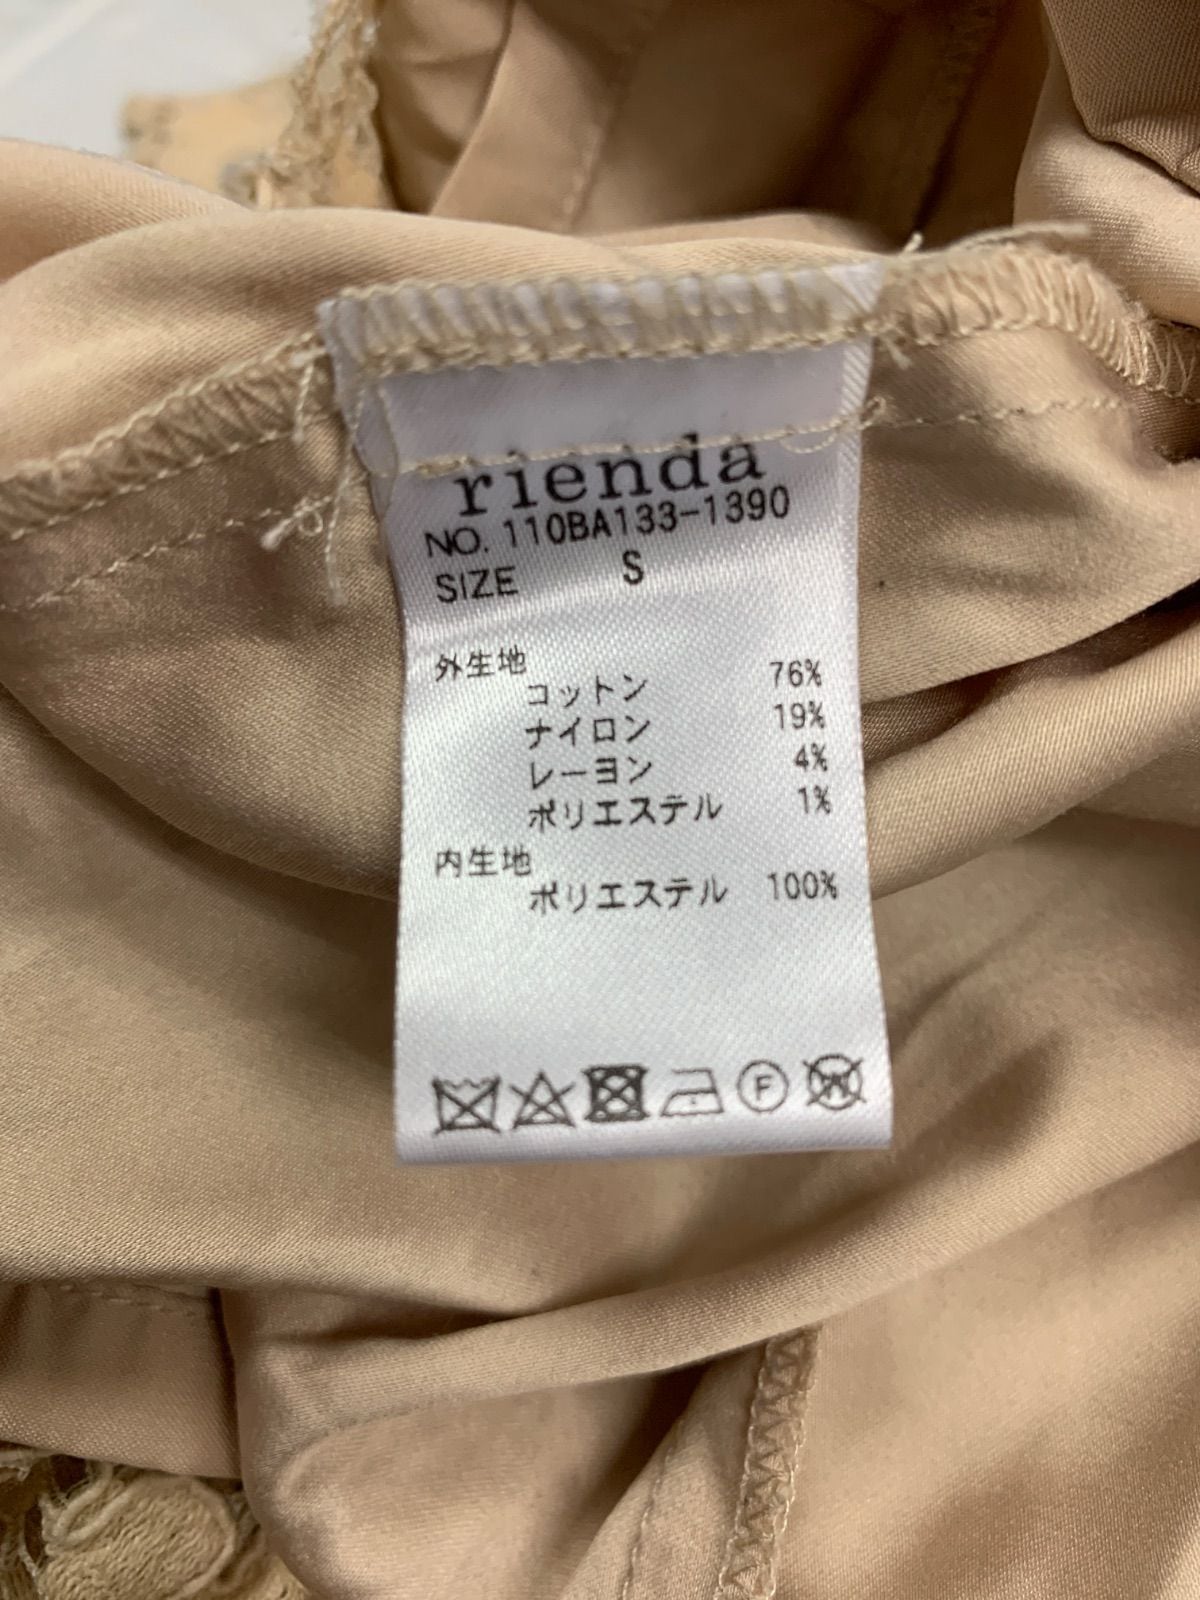 rienda
NO. 110BA133-1390
SIZE S
外生地
コットン 76%
ナイロン 19%
レーヨン 4%
ポリエステル 1%
内生地
ポリエステル 100%
F W